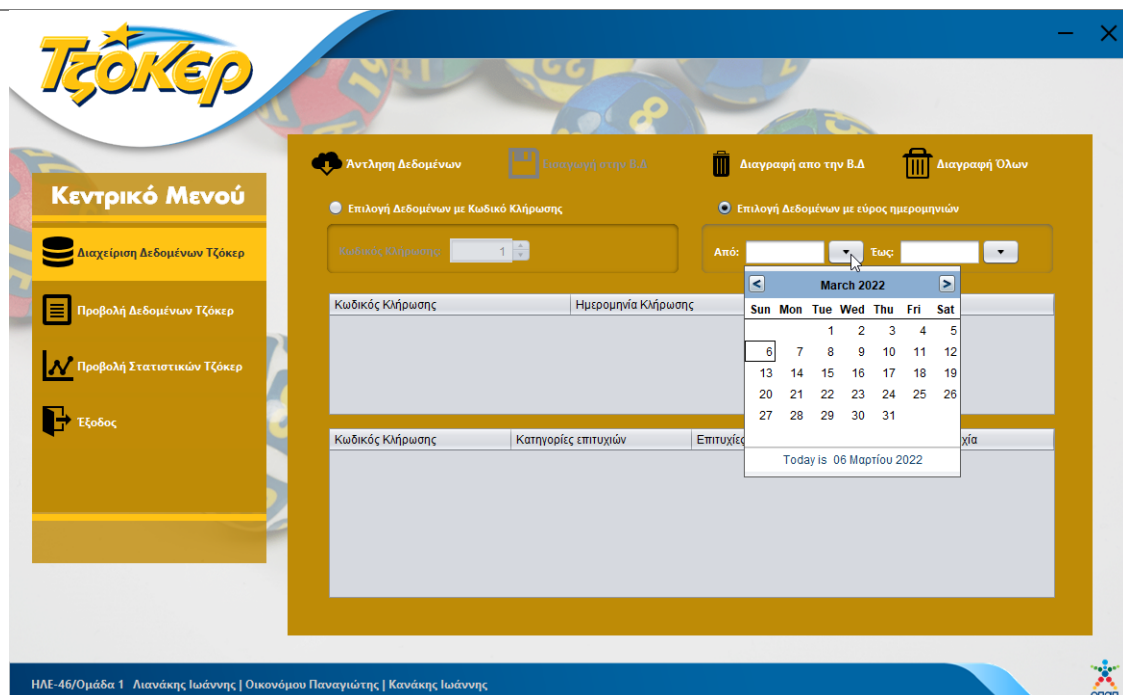 Τζόκερ
Άντληση Δεδομένων
Εισαγωγή στην Β.Δ
Διαγραφή απο την Β.Δ
Διαγραφή Όλων
Κεντρικό Μενού
Επιλογή Δεδομένων με Κωδικό Κλήρωσης
Επιλογή Δεδομένων με εύρος ημερομηνιών
Διαχείριση Δεδομένων Τζόκερ
Κωδικός Κλήρωσης: 1
Από:
Έως:
March 2022
Κωδικός Κλήρωσης Ημερομηνία Κλήρωσης
Sun Mon Tue Wed Thu Fri Sat
1 2 3 4 5
6 7 8 9 10 11 12
13 14 15 16 17 18 19
20 21 22 23 24 25 26
27 28 29 30 31
Today is 06 Μαρτίου 2022
Προβολή Δεδομένων Τζόκερ
Προβολή Στατιστικών Τζόκερ
Έξοδος
Κωδικός Κλήρωσης Κατηγορίες επιτυχιών Επιτυχίες
ΗΛΕ-46/Ομάδα 1 Λιανάκης Ιωάννης | Οικονόμου Παναγιώτης | Κανάκης Ιωάννης